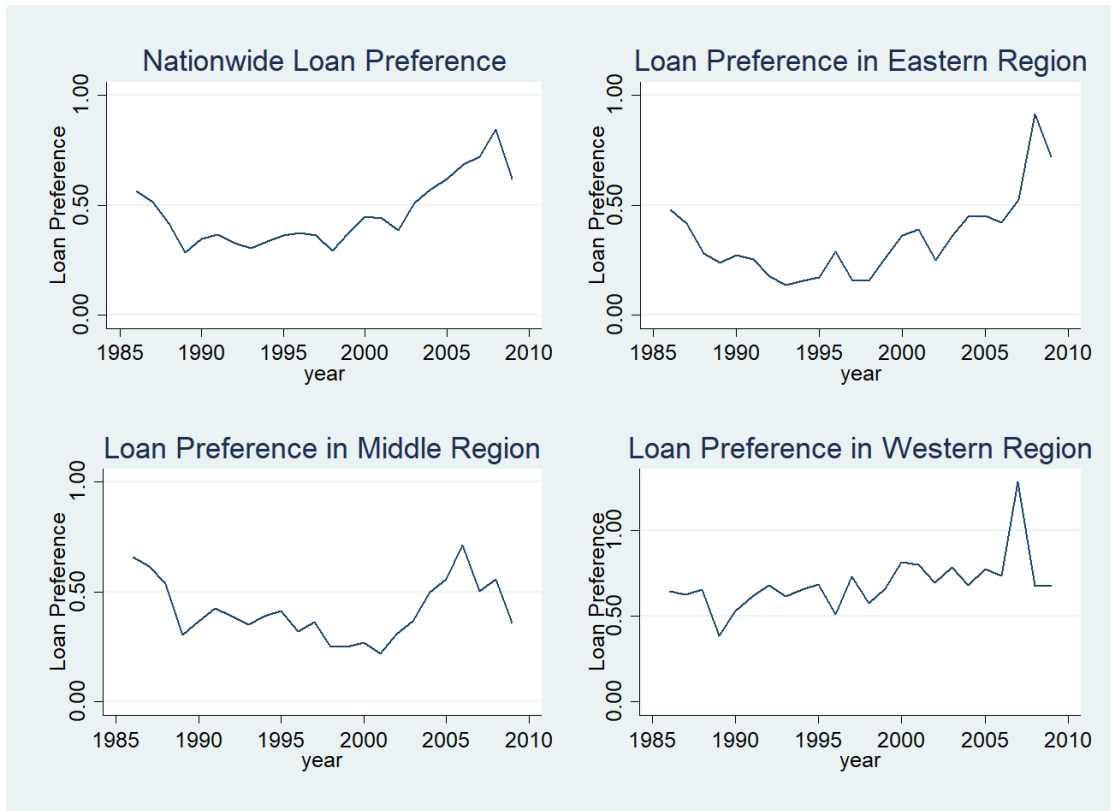 Nationwide Loan Preference
Loan Preference
1.00
0.50
0.00
1985 1990 1995 2000 2005 2010
year
Loan Preference in Eastern Region
Loan Preference
1.00
0.50
0.00
1985 1990 1995 2000 2005 2010
year
Loan Preference in Middle Region
Loan Preference
1.00
0.50
0.00
1985 1990 1995 2000 2005 2010
year
Loan Preference in Western Region
Loan Preference
1.00
0.50
0.00
1985 1990 1995 2000 2005 2010
year